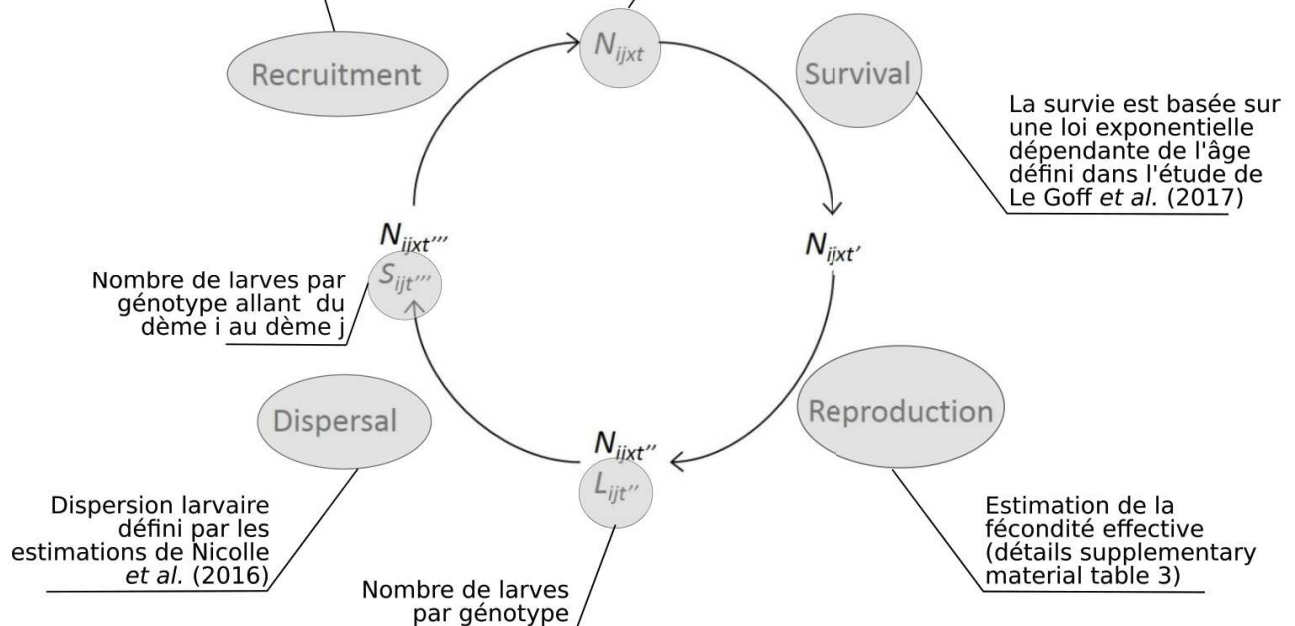 N_ijxt
Recruitment
Survival
La survie est basée sur
une loi exponentielle
dépendante de l'âge
défini dans l'étude de
Le Goff et al. (2017)
N_ijxt'''
S_ijt'''
N_ijxt'
Nombre de larves par
génotype allant  du
dème i au dème j
Dispersal
Reproduction
N_ijxt''
L_ijt''
Dispersion larvaire
défini par les
estimations de Nicolle
et al. (2016)
Estimation de la
fécondité effective
(détails supplementary
material table 3)
Nombre de larves
par génotype